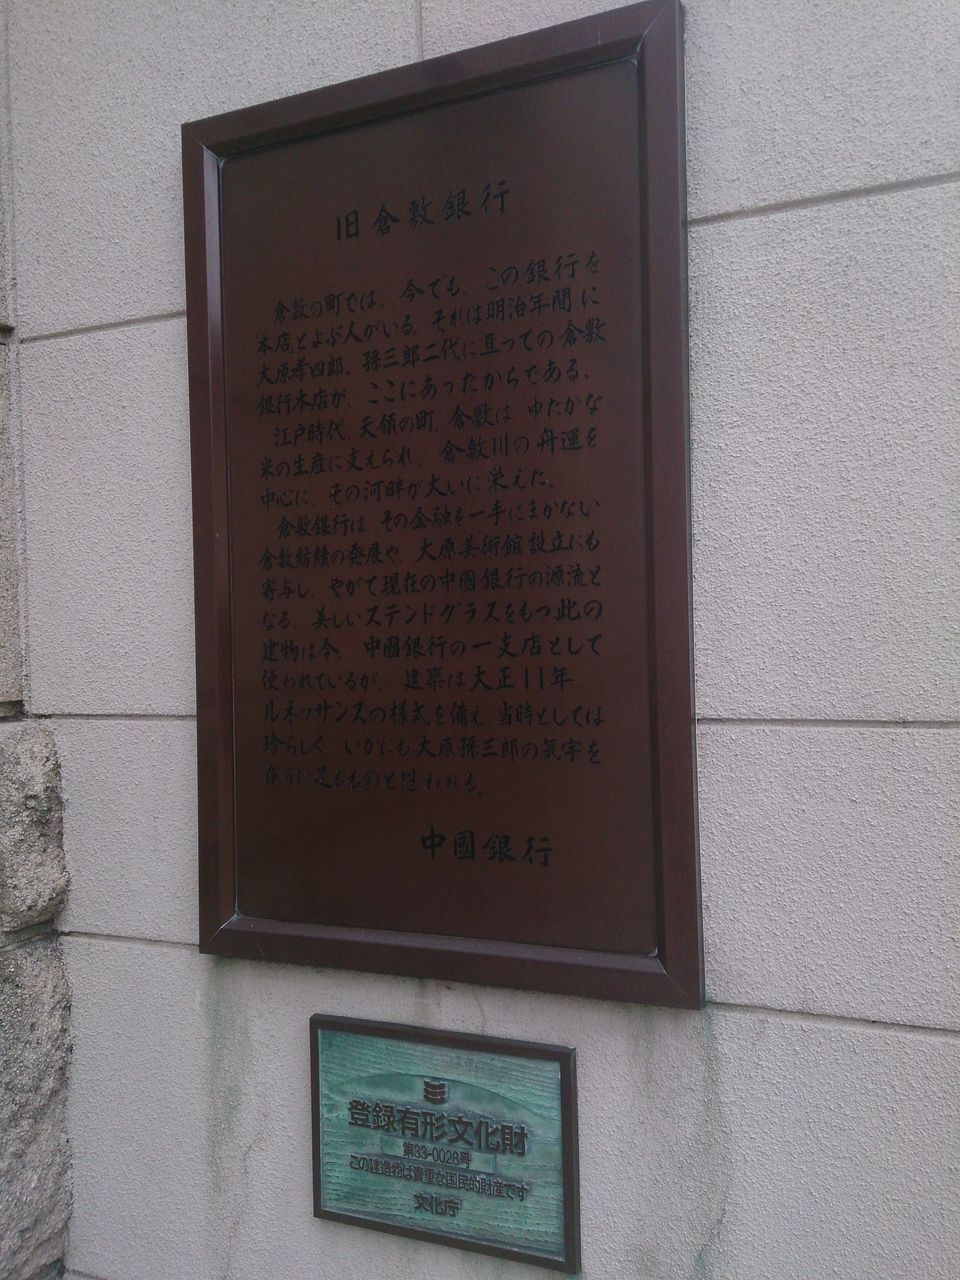 旧倉敷銀行
倉敷の町では、今でも、この銀行を
本店とよぶ人がいる。それは明治年間に
大原孝四郎、孫三郎二代に亘っての倉敷
銀行本店が、ここにあったからである。
江戸時代、天領の町、倉敷は、ゆたかな
米の生産に支えられ、倉敷川の舟運を
中心に、その河畔が大いに栄えた。
倉敷銀行は、その金融を一手にまかない
倉敷紡績の発展や、大原美術館設立にも
寄与し、やがて現在の中國銀行の源流と
なる。美しいステンドグラスをもつ此の
建物は今、中國銀行の一支店として
使われているが、建築は大正11年。
ルネッサンスの様式を備え、当時としては
珍らしく、いかにも大原孫三郎の気宇を
に足るものと思われる。
中國銀行
登録有形文化財
第33-0028号
この建造物は貴重な国民的財産です
文化庁